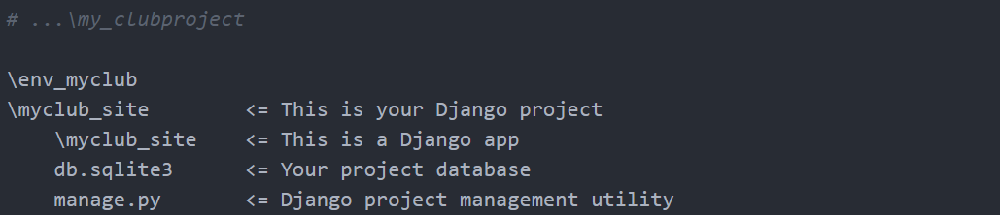 # ...\my_clubproject
\env_myclub
\myclub_site        <= This is your Django project
    \myclub_site    <= This is a Django app
    db.sqlite3      <= Your project database
    manage.py       <= Django project management utility